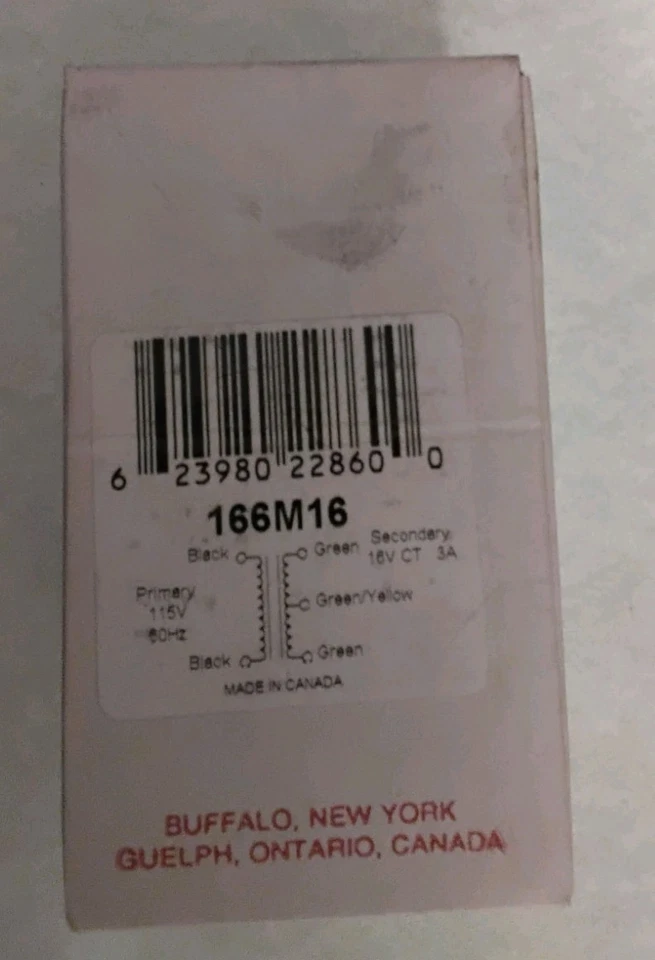 6 23980 22860 0
166M16
Black Green Secondary
16V CT 3A
Primary
115V
60Hz
Green/Yellow
Black Green
MADE IN CANADA
BUFFALO, NEW YORK
GUELPH, ONTARIO, CANADA